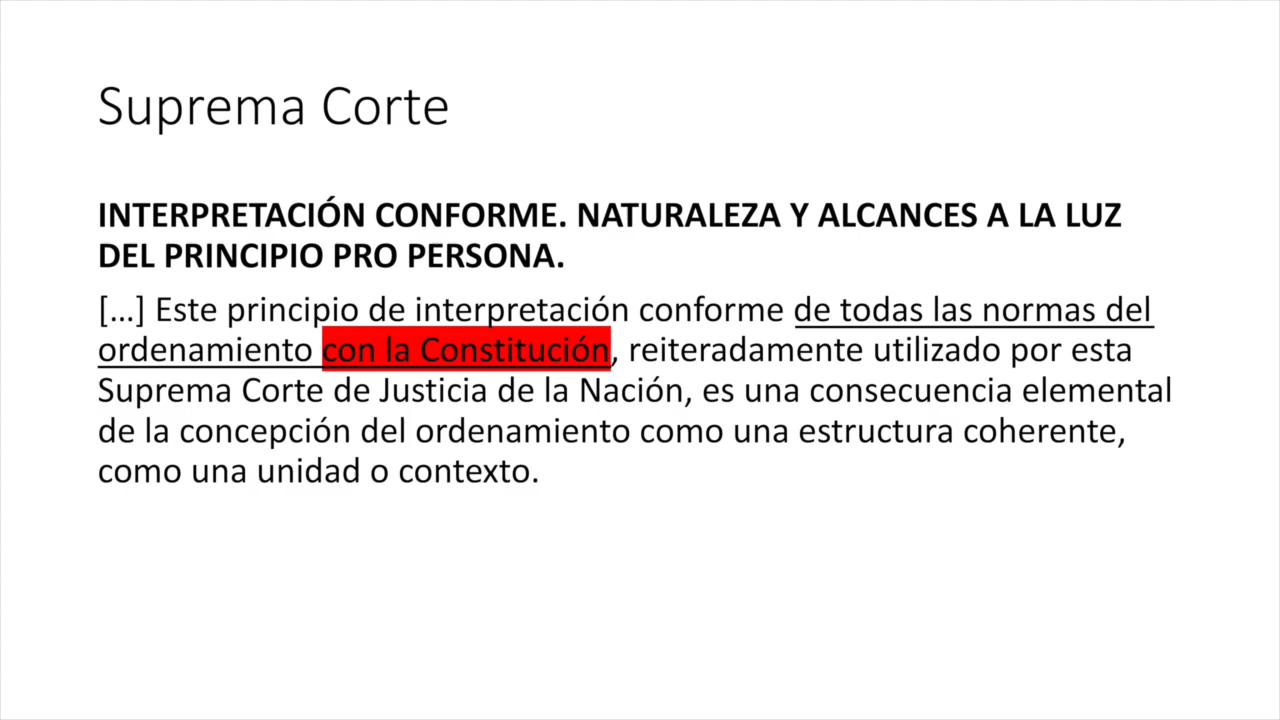 Suprema Corte
INTERPRETACIÓN CONFORME. NATURALEZA Y ALCANCES A LA LUZ
DEL PRINCIPIO PRO PERSONA.
[…] Este principio de interpretación conforme de todas las normas del
ordenamiento con la Constitución, reiteradamente utilizado por esta
Suprema Corte de Justicia de la Nación, es una consecuencia elemental
de la concepción del ordenamiento como una estructura coherente,
como una unidad o contexto.